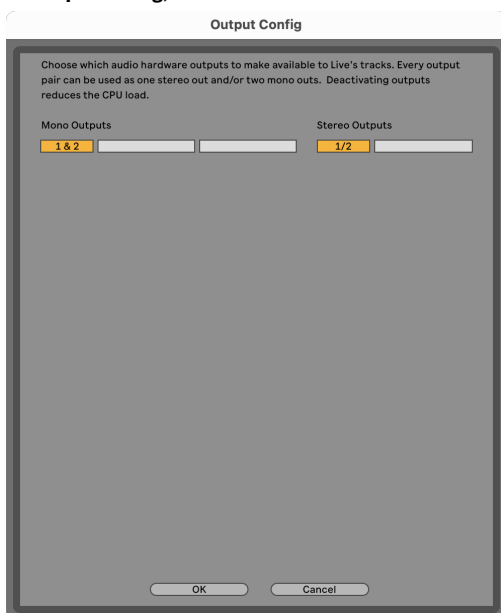 Output Config
Choose which audio hardware outputs to make available to Live's tracks. Every output
pair can be used as one stereo out and/or two mono outs.  Deactivating outputs
reduces the CPU load.
Mono Outputs
Stereo Outputs
1 & 2
1/2
OK
Cancel